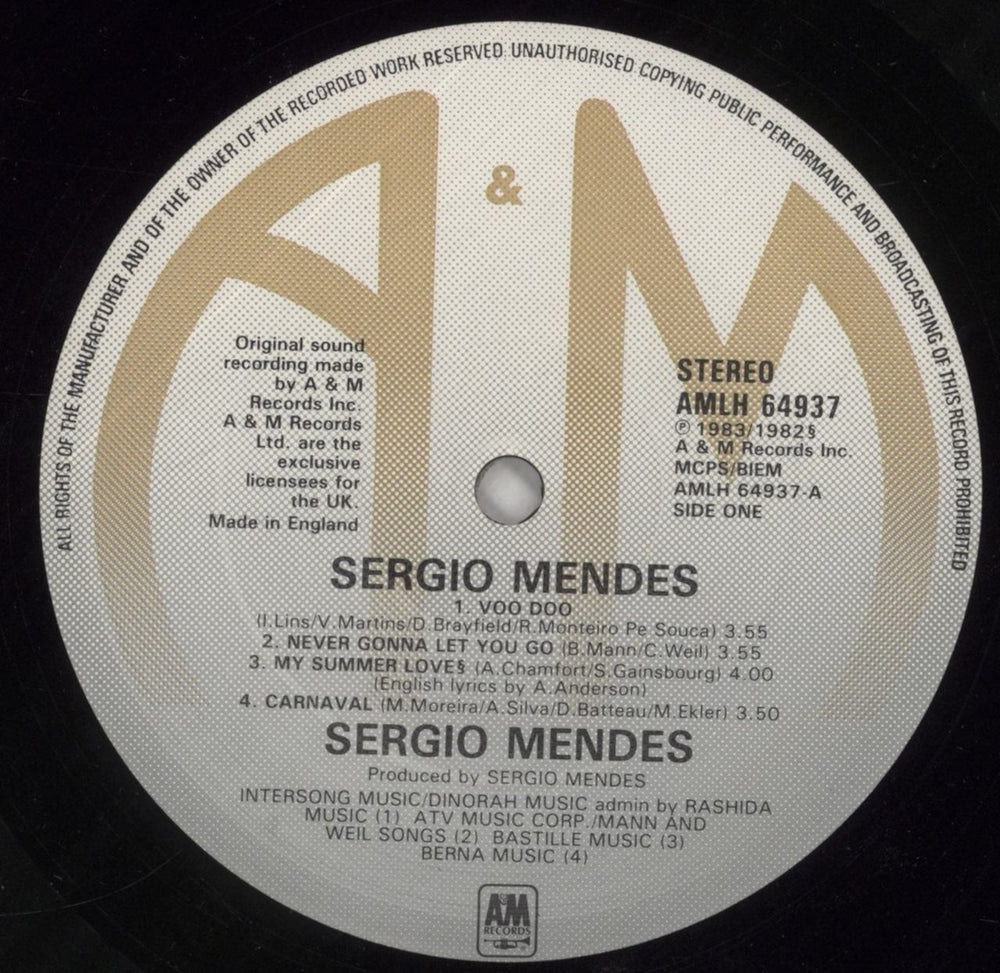 ALL RIGHTS OF THE MANUFACTURER AND OF THE OWNER OF THE RECORDED WORK RESERVED UNAUTHORISED COPYING PUBLIC PERFORMANCE AND BROADCASTING OF THIS RECORD PROHIBITED
A & M
Original sound
recording made
by A & M
Records Inc.
A & M Records
Ltd. are the
exclusive
licensees for
the UK.
Made in England
STEREO
AMLH 64937
℗ 1983/1982§
A & M Records Inc.
MCPS/BIEM
AMLH 64937-A
SIDE ONE
SERGIO MENDES
1. VOO DOO
(I.Lins/V.Martins/D.Brayfield/R.Monteiro Pe Souca) 3.55
2. NEVER GONNA LET YOU GO (B.Mann/C.Weil) 3.55
3. MY SUMMER LOVE§ (A.Chamfort/S.Gainsbourg) 4.00
(English lyrics by A.Anderson)
4. CARNAVAL (M.Moreira/A.Silva/D.Batteau/M.Ekler) 3.50
SERGIO MENDES
Produced by SERGIO MENDES
INTERSONG MUSIC/DINORAH MUSIC admin by RASHIDA
MUSIC (1) ATV MUSIC CORP./MANN AND
WEIL SONGS (2) BASTILLE MUSIC (3)
BERNA MUSIC (4)
AM
RECORDS